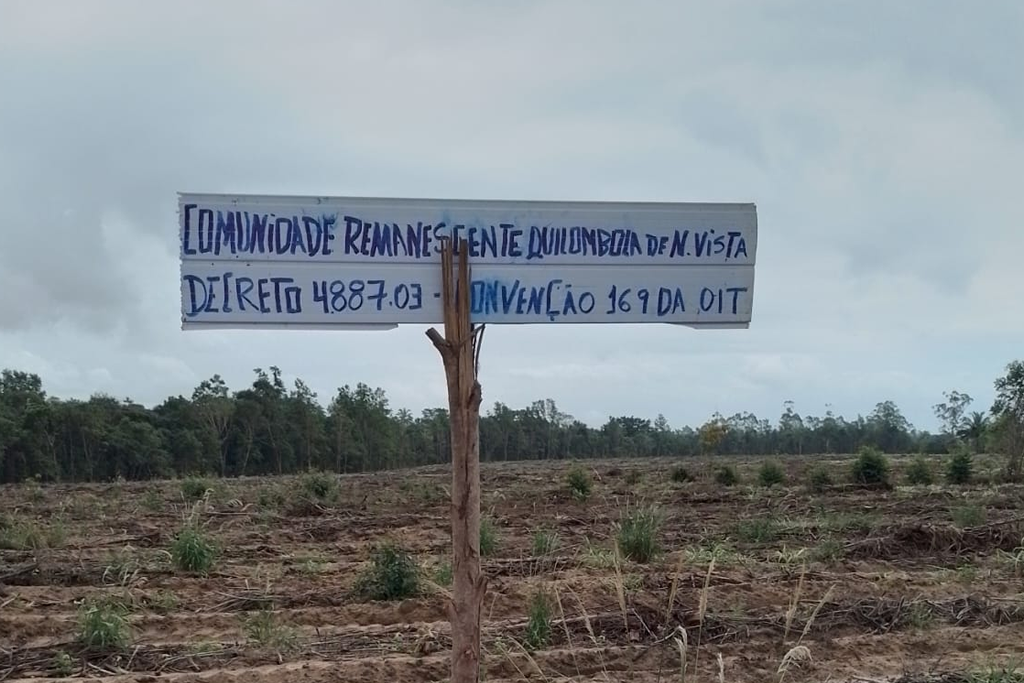 COMUNIDADE REMANESCENTE QUILOMBOLA DE N. VISTA
DECRETO 4887.03 - CONVENÇÃO 169 DA OIT